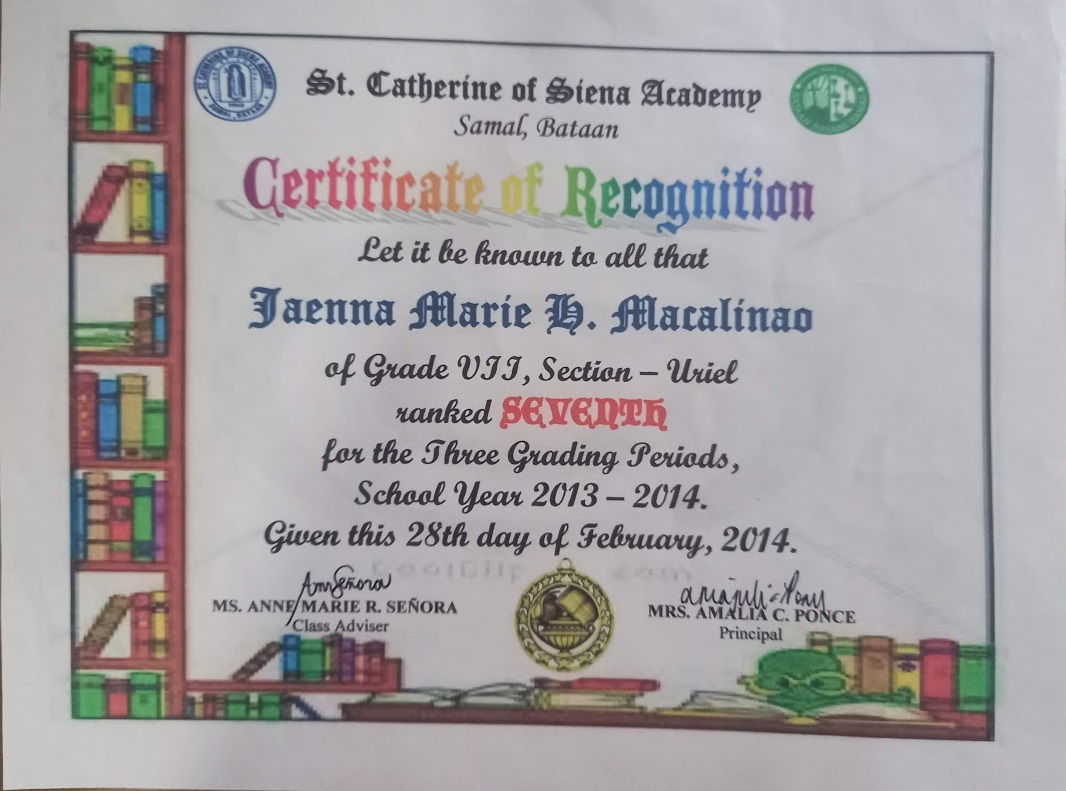 St. Catherine of Siena Academy
Samal, Bataan
Certificate of Recognition
Let it be known to all that
Jaenna Marie H. Macalinao
of Grade VII, Section – Uriel
ranked SEVENTH
for the Three Grading Periods,
School Year 2013 – 2014.
Given this 28th day of February, 2014.
MS. ANNE MARIE R. SEÑORA
Class Adviser
MRS. AMALIA C. PONCE
Principal